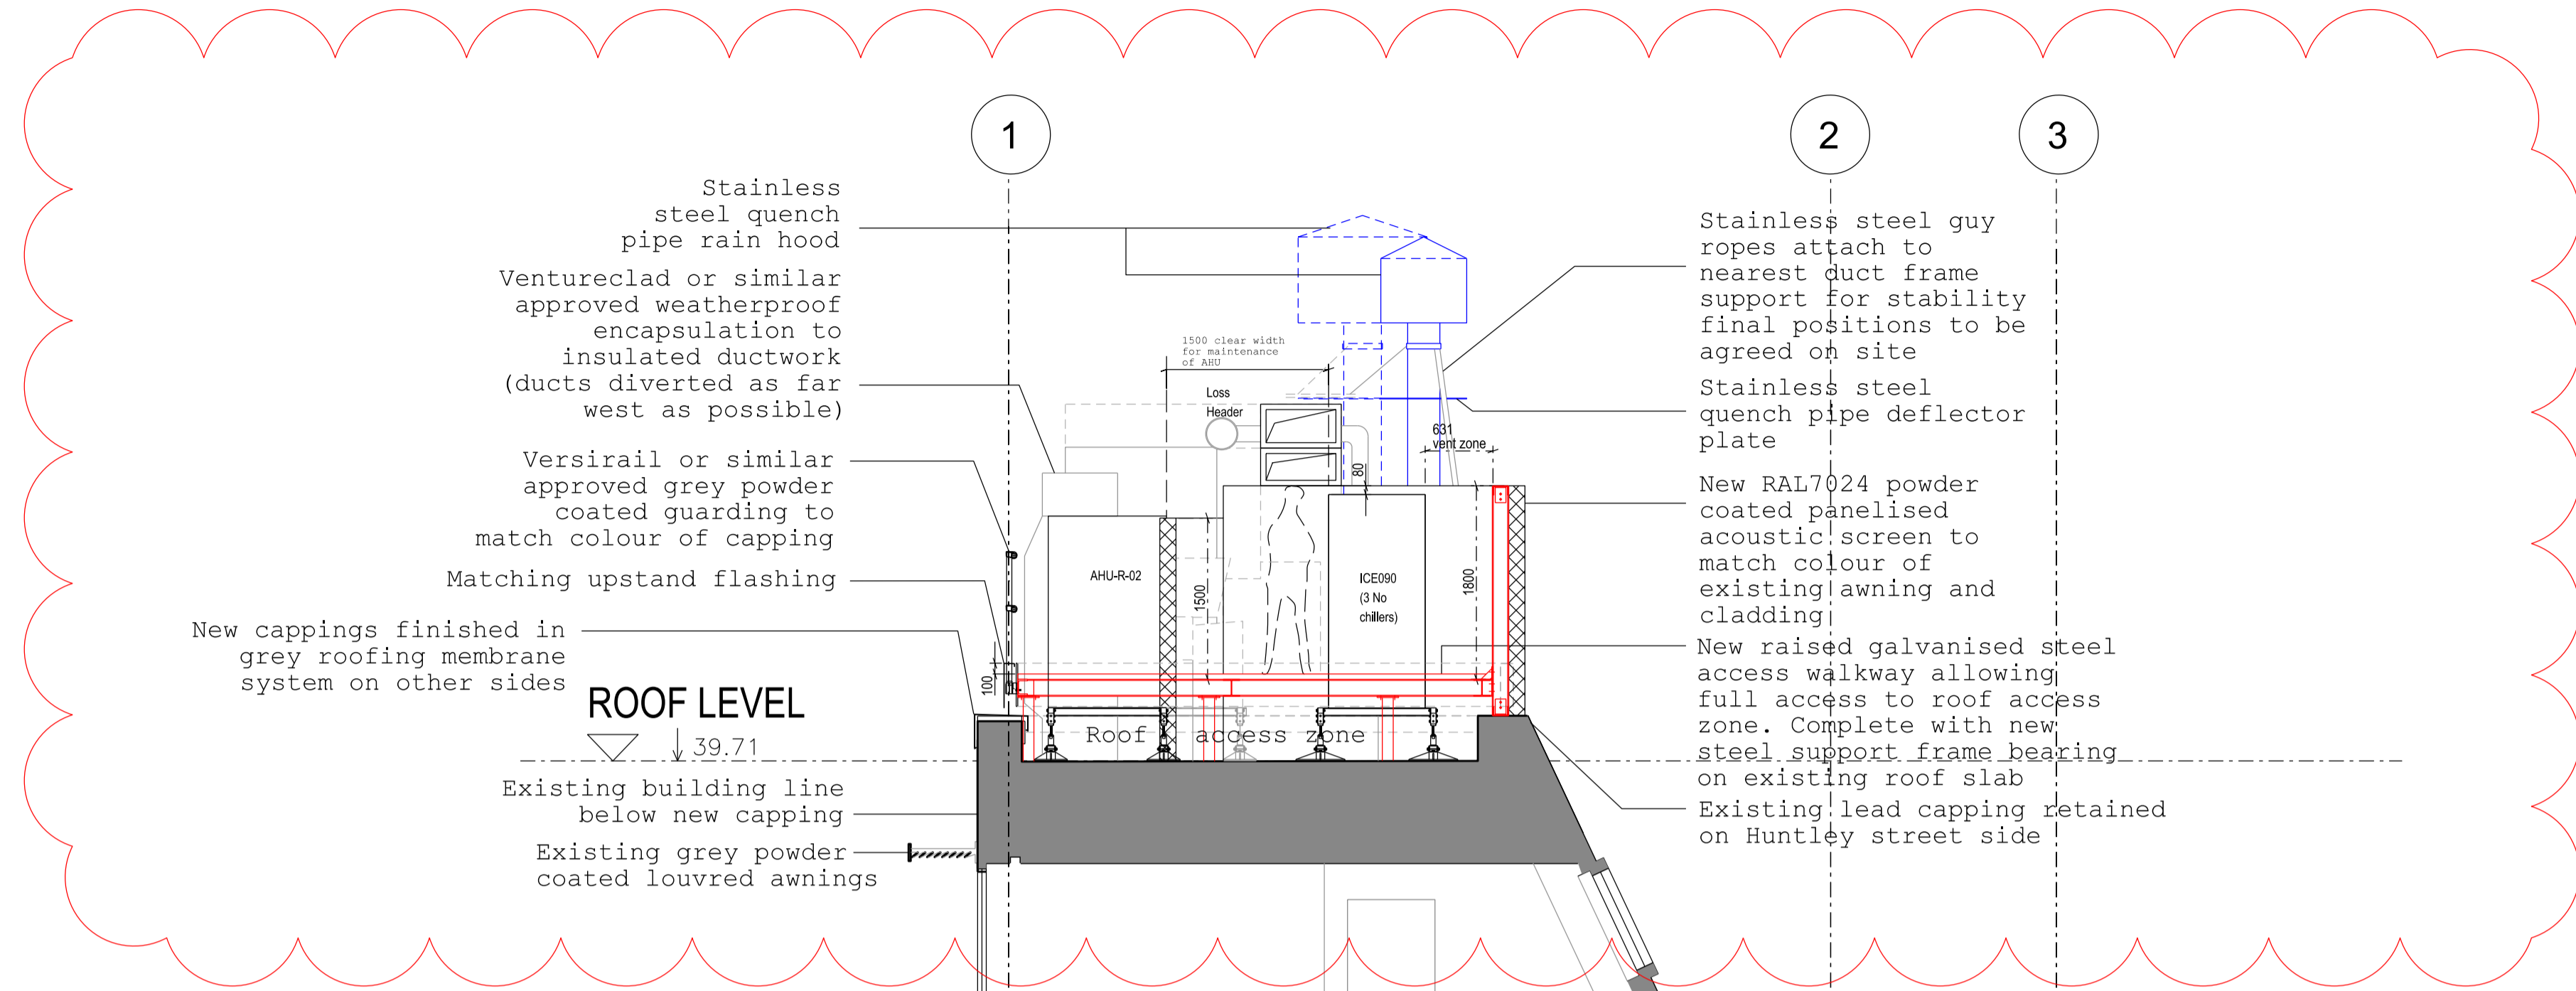 1
2
3
Stainless
steel quench
pipe rain hood
Ventureclad or similar
approved weatherproof
encapsulation to
insulated ductwork
(ducts diverted as far
west as possible)
Versirail or similar
approved grey powder
coated guarding to
match colour of capping
Matching upstand flashing
New cappings finished in
grey roofing membrane
system on other sides
ROOF LEVEL
39.71
Existing building line
below new capping
Existing grey powder
coated louvred awnings
1500 clear width
for maintenance
of AHU
Loss
Header
631
vent zone
80
AHU-R-02
1500
ICE090
(3 No
chillers)
1800
100
Roof access zone
Stainless steel guy
ropes attach to
nearest duct frame
support for stability
final positions to be
agreed on site
Stainless steel
quench pipe deflector
plate
New RAL7024 powder
coated panelised
acoustic screen to
match colour of
existing awning and
cladding
New raised galvanised steel
access walkway allowing
full access to roof access
zone. Complete with new
steel support frame bearing
on existing roof slab
Existing lead capping retained
on Huntley street side